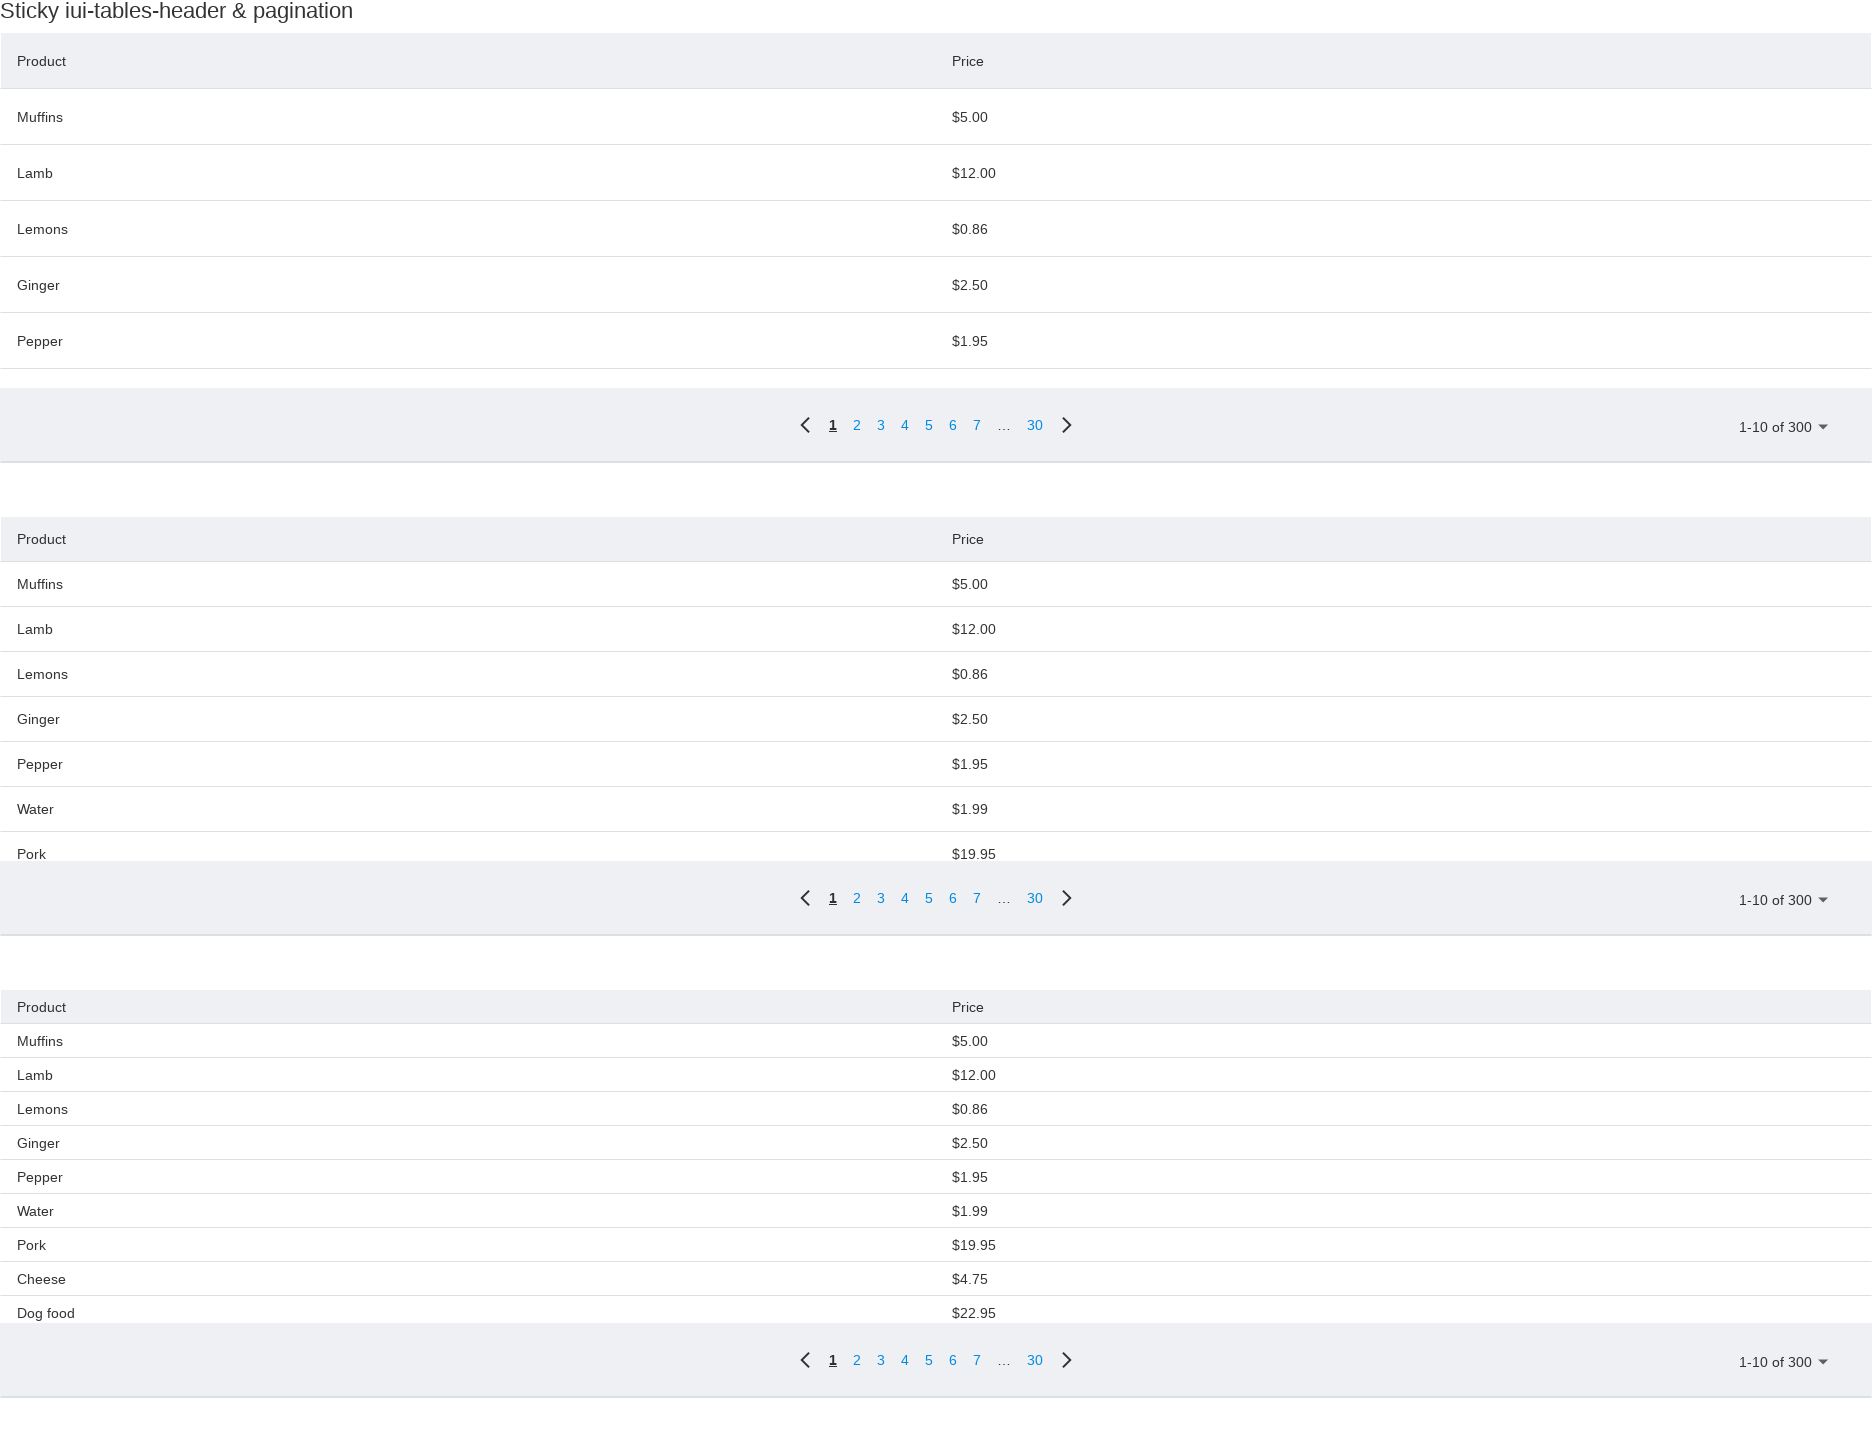 Sticky iui-tables-header & pagination
Product Price
Muffins $5.00
Lamb $12.00
Lemons $0.86
Ginger $2.50
Pepper $1.95
1 2 3 4 5 6 7 … 30 1-10 of 300
Product Price
Muffins $5.00
Lamb $12.00
Lemons $0.86
Ginger $2.50
Pepper $1.95
Water $1.99
Pork $19.95
1 2 3 4 5 6 7 … 30 1-10 of 300
Product Price
Muffins $5.00
Lamb $12.00
Lemons $0.86
Ginger $2.50
Pepper $1.95
Water $1.99
Pork $19.95
Cheese $4.75
Dog food $22.95
1 2 3 4 5 6 7 … 30 1-10 of 300